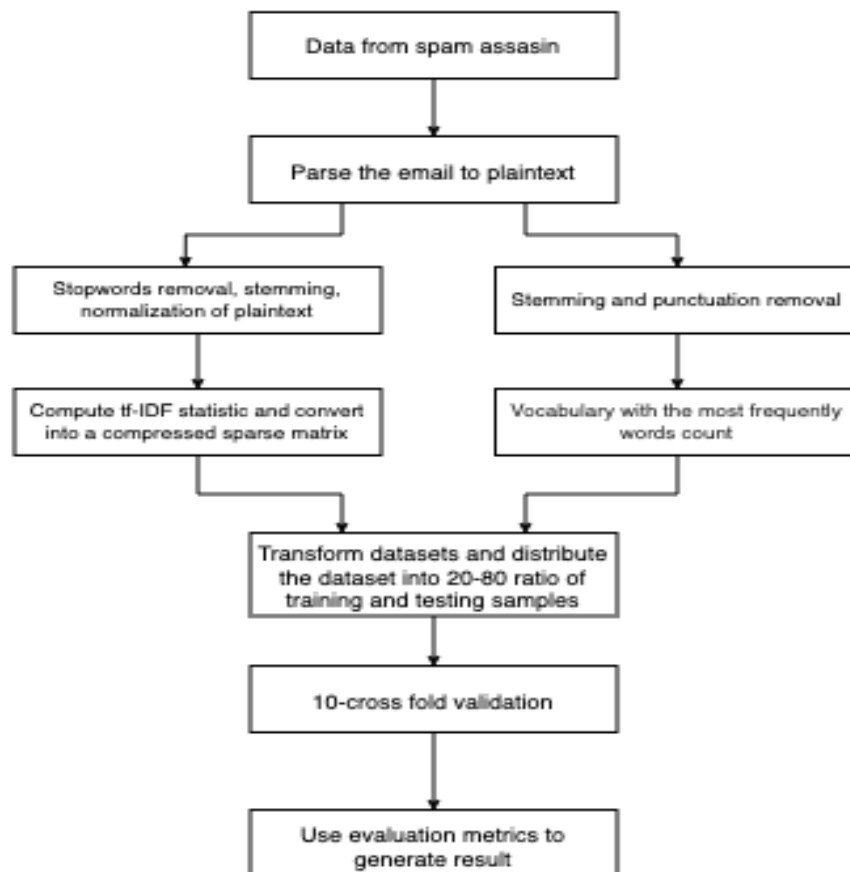 Data from spam assasin
Parse the email to plaintext
Stopwords removal, stemming,
normalization of plaintext
Stemming and punctuation removal
Compute tf-IDF statistic and convert
into a compressed sparse matrix
Vocabulary with the most frequently
words count
Transform datasets and distribute
the dataset into 20-80 ratio of
training and testing samples
10-cross fold validation
Use evaluation metrics to
generate result